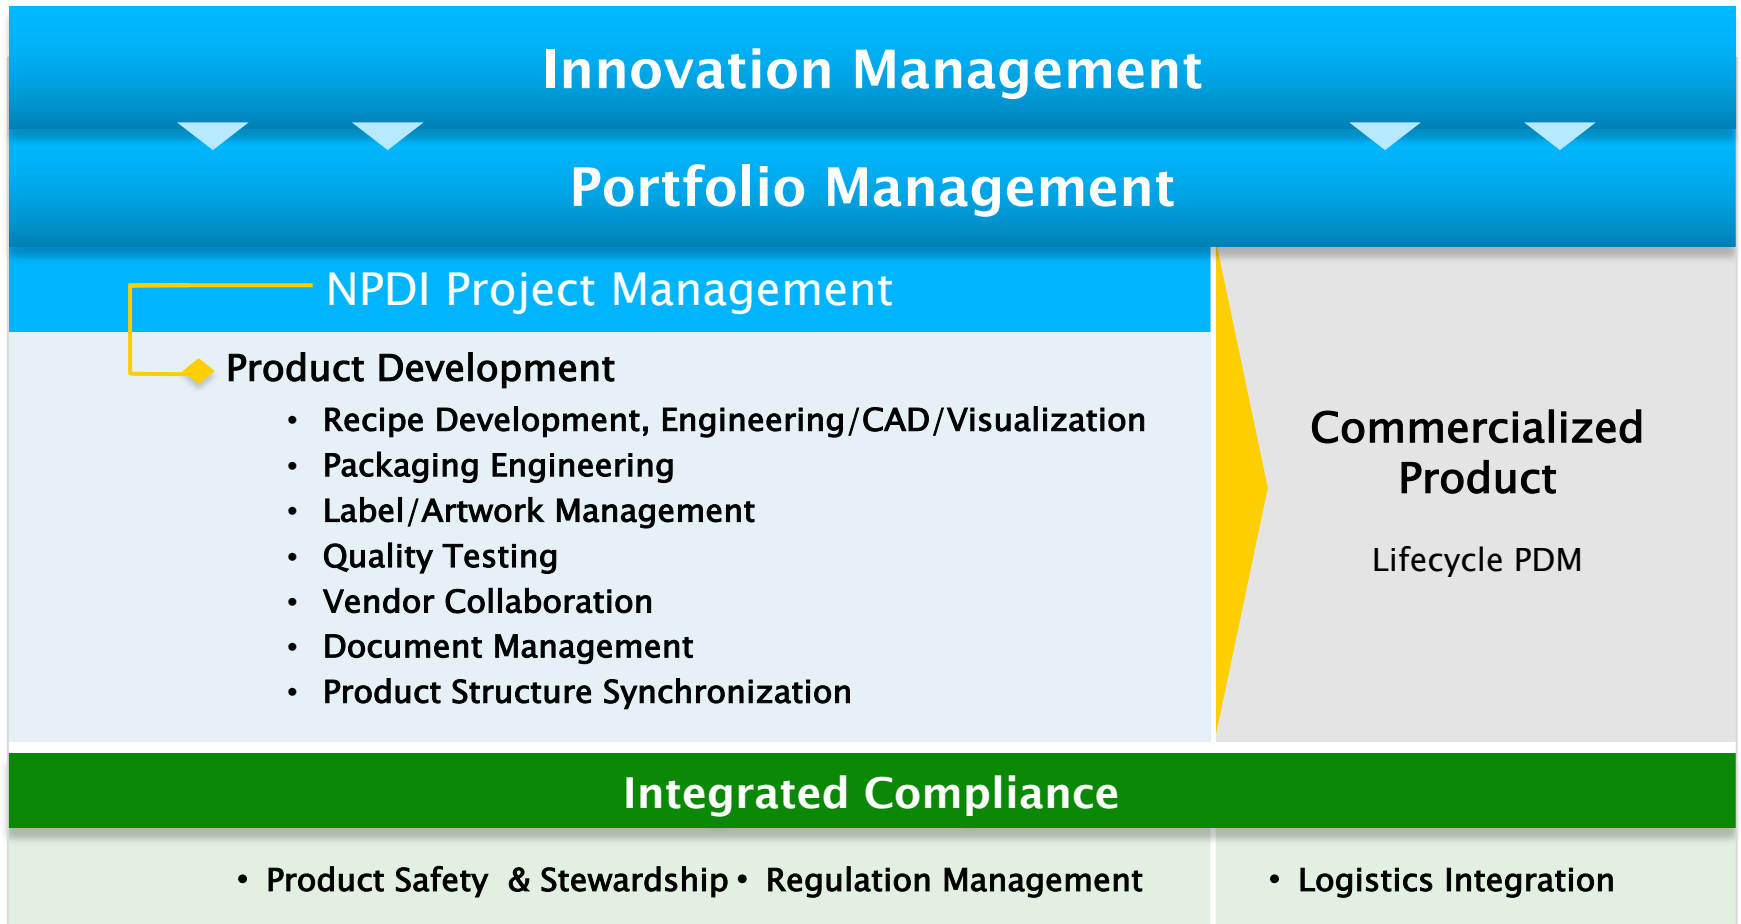 Innovation Management
Portfolio Management
NPDI Project Management
Product Development
• Recipe Development, Engineering/CAD/Visualization
• Packaging Engineering
• Label/Artwork Management
• Quality Testing
• Vendor Collaboration
• Document Management
• Product Structure Synchronization
Commercialized
Product
Lifecycle PDM
Integrated Compliance
• Product Safety & Stewardship • Regulation Management
• Logistics Integration